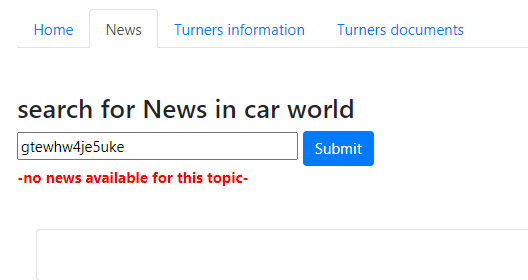 Home News Turners information Turners documents
search for News in car world
gtewhw4je5uke Submit
-no news available for this topic-